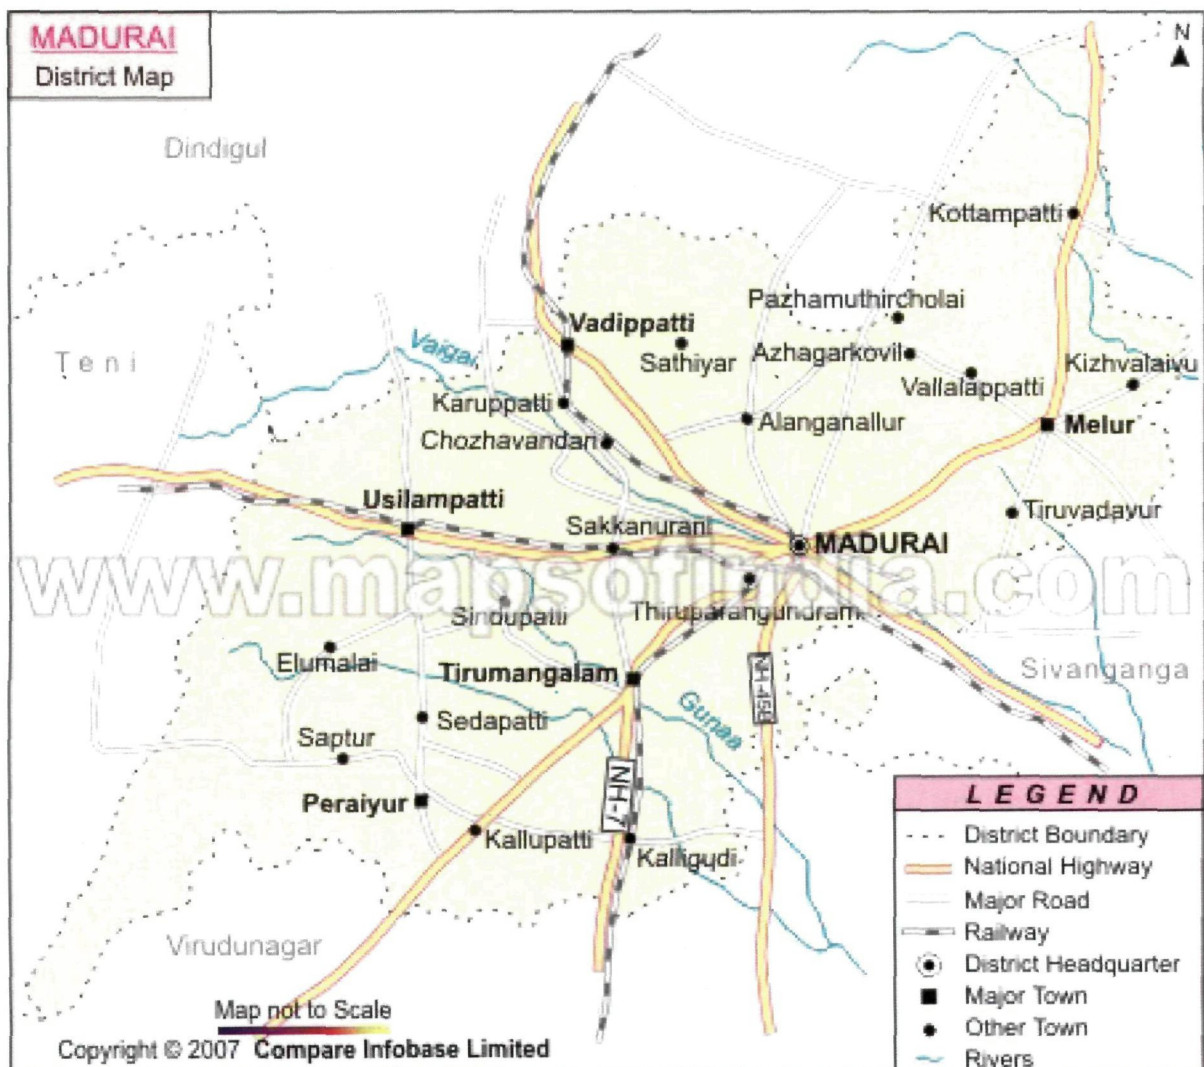 MADURAI
District Map
N
Dindigul
Kottampatti
Pazhamuthircholai
Vadippatti
Vaigai
Teni
Sathiyar
Azhagarkovil
Kizhvalaivu
Vallalappatti
Karuppatti
Alanganallur
Melur
Chozhavandan
Usilampatti
Tiruvadavur
Sakkanurani
MADURAI
www.mapsofindia.com
Sindupatti
Thiruparangundram
Elumalai
Tirumangalam
Sivanganga
NH-45B
Gunaa
Sedapatti
Saptur
NH-7
Peraiyur
Kallupatti
Kalligudi
Virudunagar
LEGEND
District Boundary
National Highway
Major Road
Railway
District Headquarter
Major Town
Other Town
Rivers
Map not to Scale
Copyright © 2007 Compare Infobase Limited